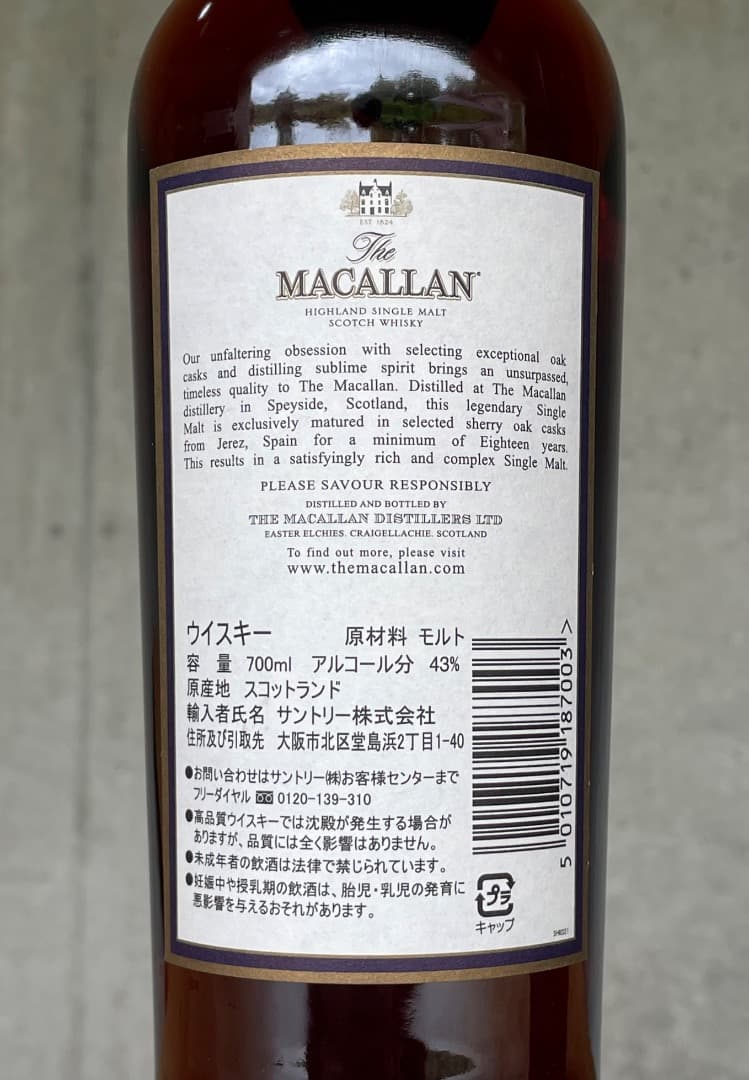 EST. 1824
The
MACALLAN
HIGHLAND SINGLE MALT
SCOTCH WHISKY
Our unfaltering obsession with selecting exceptional oak
casks and distilling sublime spirit brings an unsurpassed,
timeless quality to The Macallan. Distilled at The Macallan
distillery in Speyside, Scotland, this legendary Single
Malt is exclusively matured in selected sherry oak casks
from Jerez, Spain for a minimum of Eighteen years.
This results in a satisfyingly rich and complex Single Malt.
PLEASE SAVOUR RESPONSIBLY
DISTILLED AND BOTTLED BY
THE MACALLAN DISTILLERS LTD
EASTER ELCHIES, CRAIGELLACHIE, SCOTLAND
To find out more, please visit
www.themacallan.com
ウイスキー 原材料 モルト
容 量 700ml アルコール分 43%
原産地 スコットランド
輸入者氏名 サントリー株式会社
住所及び引取先 大阪市北区堂島浜2丁目1-40
●お問い合わせはサントリー㈱お客様センターまで
フリーダイヤル 0120-139-310
●高品質ウイスキーでは沈殿が発生する場合が
ありますが、品質には全く影響はありません。
●未成年者の飲酒は法律で禁じられています。
●妊娠中や授乳期の飲酒は、胎児・乳児の発育に
悪影響を与えるおそれがあります。
5 010719 187003 >
プラ
キャップ